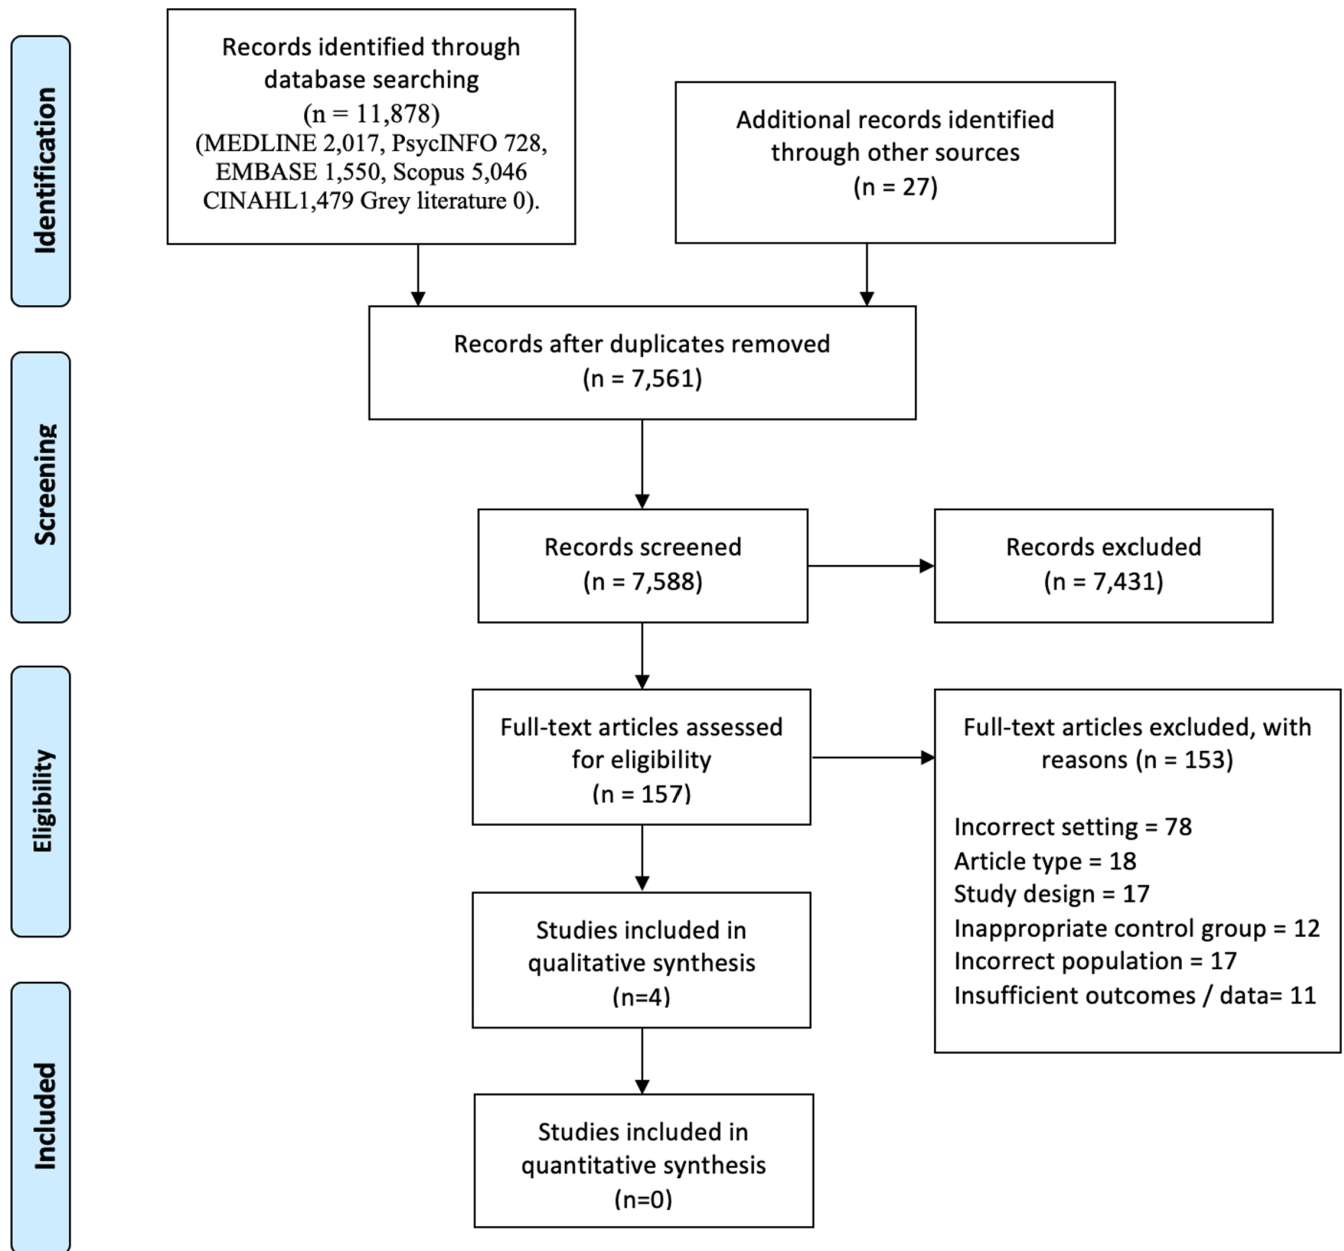 Identification
Records identified through
database searching
(n = 11,878)
(MEDLINE 2,017, PsycINFO 728,
EMBASE 1,550, Scopus 5,046
CINAHL1,479 Grey literature 0).
Additional records identified
through other sources
(n = 27)
Records after duplicates removed
(n = 7,561)
Screening
Records screened
(n = 7,588)
Records excluded
(n = 7,431)
Eligibility
Full-text articles assessed
for eligibility
(n = 157)
Full-text articles excluded, with
reasons (n = 153)
Incorrect setting = 78
Article type = 18
Study design = 17
Inappropriate control group = 12
Incorrect population = 17
Insufficient outcomes / data= 11
Studies included in
qualitative synthesis
(n=4)
Included
Studies included in
quantitative synthesis
(n=0)